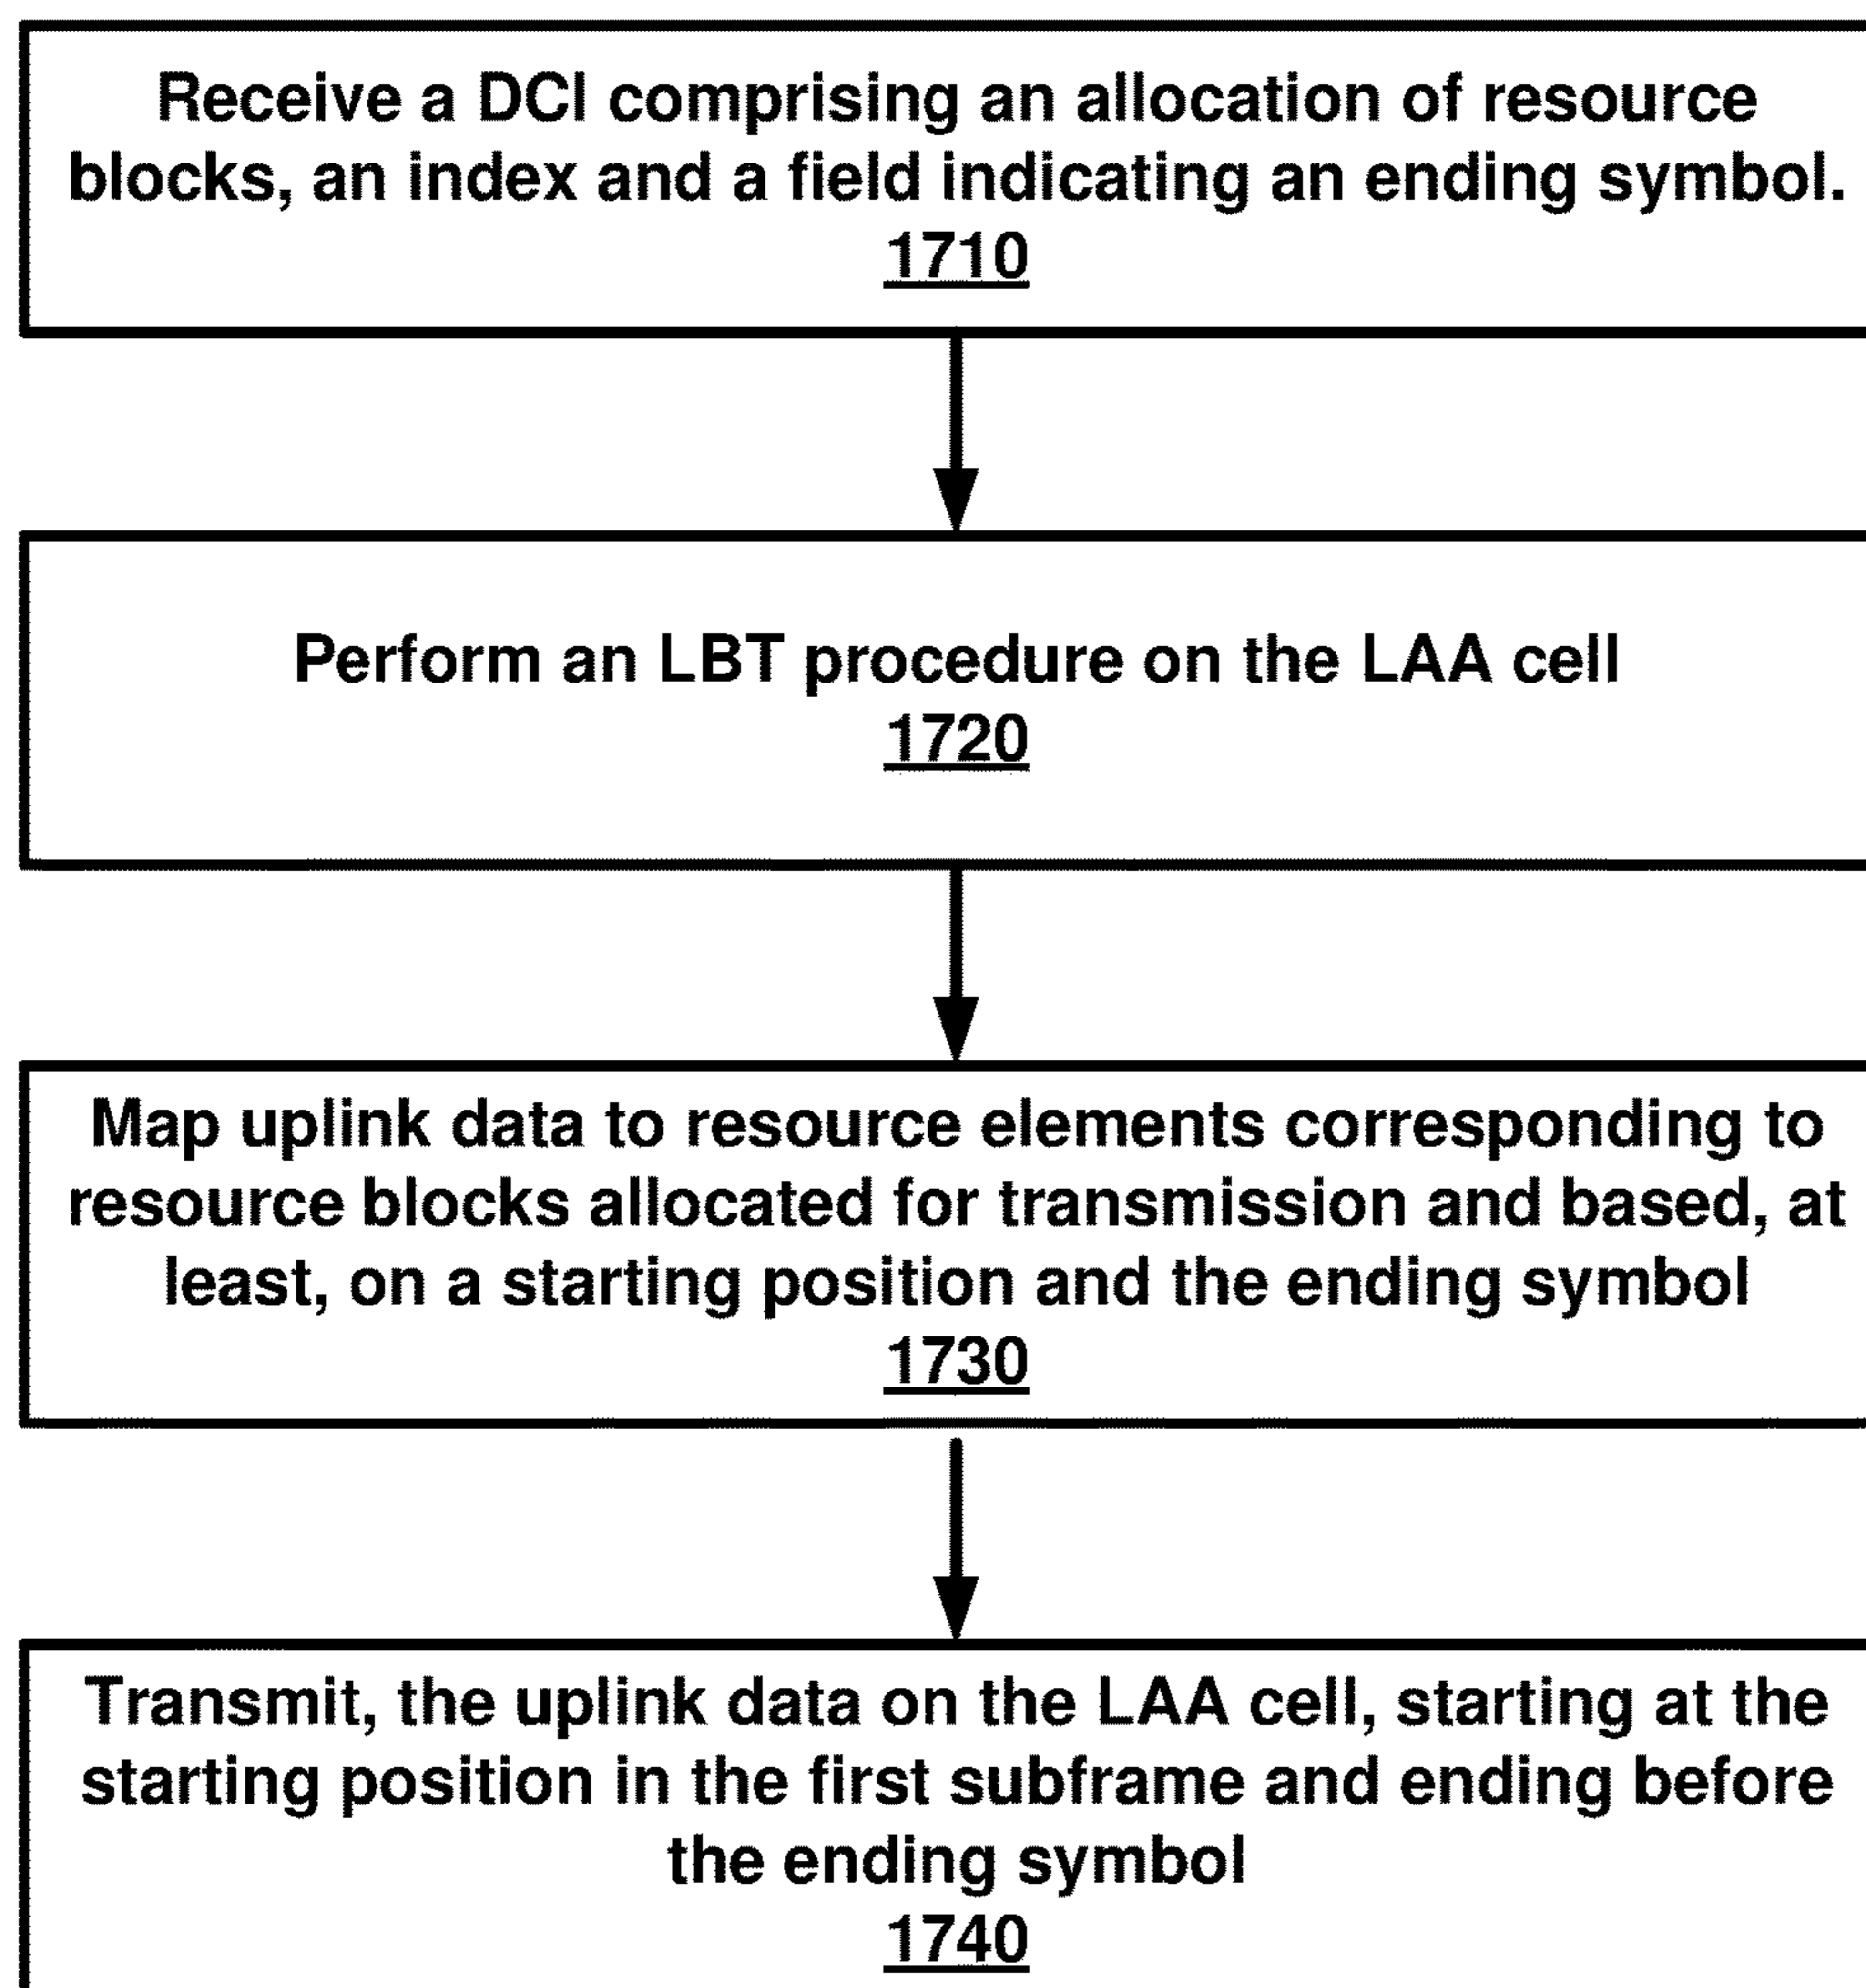 Receive a DCI comprising an allocation of resource
blocks, an index and a field indicating an ending symbol.
1710
Perform an LBT procedure on the LAA cell
1720
Map uplink data to resource elements corresponding to
resource blocks allocated for transmission and based, at
least, on a starting position and the ending symbol
1730
Transmit, the uplink data on the LAA cell, starting at the
starting position in the first subframe and ending before
the ending symbol
1740